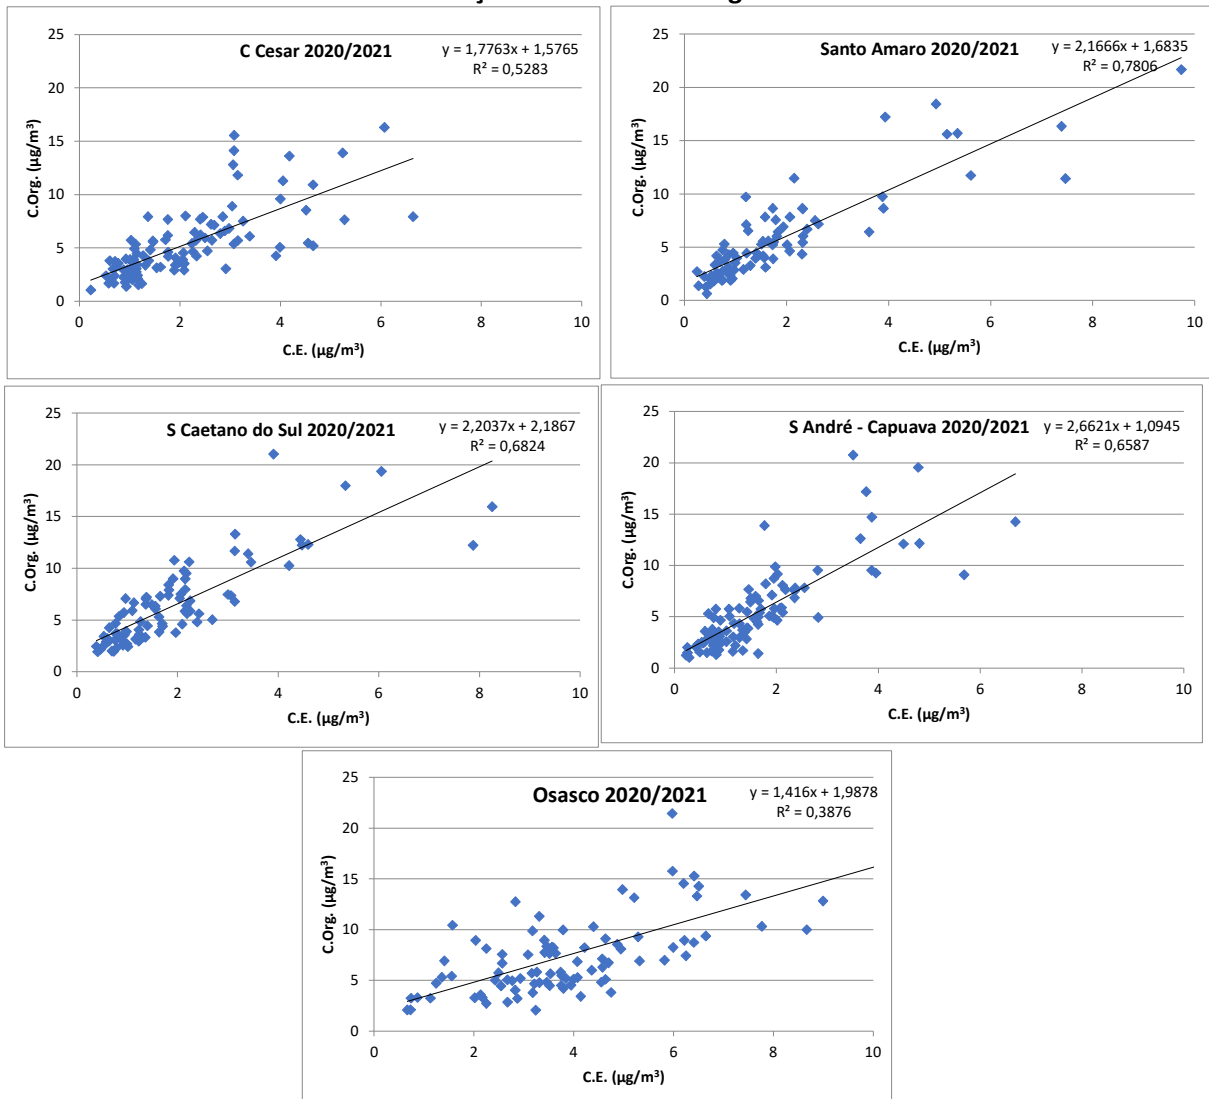 C Cesar 2020/2021
y = 1,7763x + 1,5765
R² = 0,5283
C.Org. (µg/m³)
25
20
15
10
5
0
0 2 4 6 8 10
C.E. (µg/m³)
Santo Amaro 2020/2021
y = 2,1666x + 1,6835
R² = 0,7806
C.Org. (µg/m³)
25
20
15
10
5
0
0 2 4 6 8 10
C.E. (µg/m³)
S Caetano do Sul 2020/2021
y = 2,2037x + 2,1867
R² = 0,6824
C.Org. (µg/m³)
25
20
15
10
5
0
0 2 4 6 8 10
C.E. (µg/m³)
S André - Capuava 2020/2021
y = 2,6621x + 1,0945
R² = 0,6587
C.Org. (µg/m³)
25
20
15
10
5
0
0 2 4 6 8 10
C.E. (µg/m³)
Osasco 2020/2021
y = 1,416x + 1,9878
R² = 0,3876
C.Org. (µg/m³)
25
20
15
10
5
0
0 2 4 6 8 10
C.E. (µg/m³)